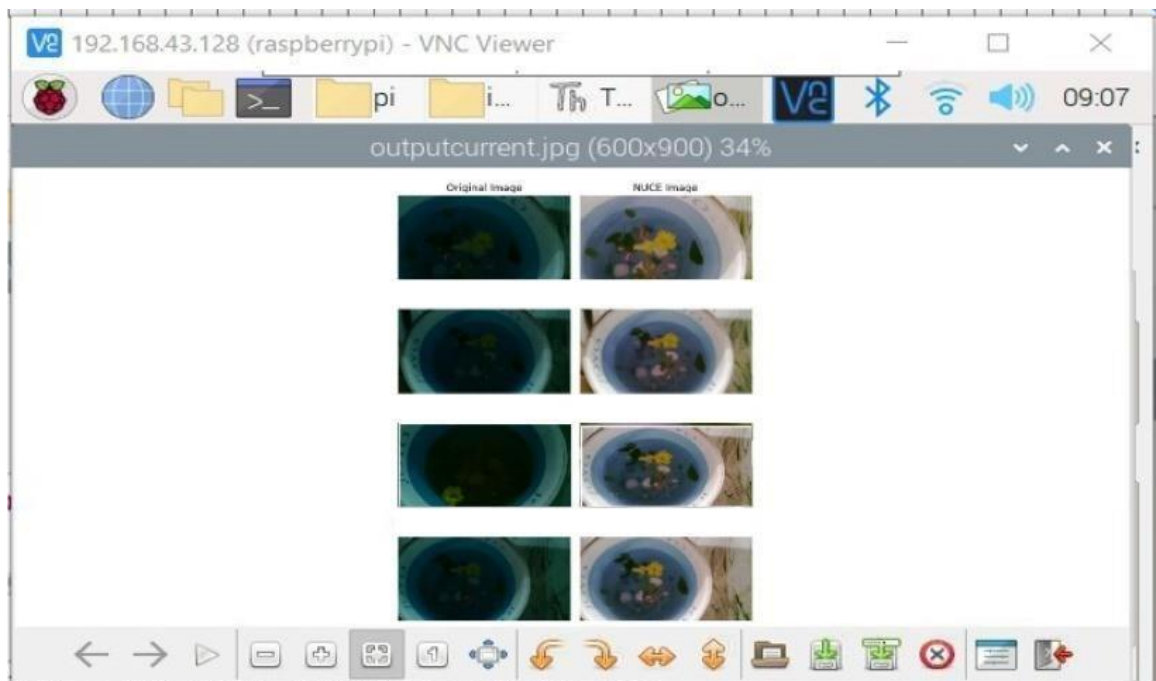 192.168.43.128 (raspberrypi) - VNC Viewer
pi i... T... o... 09:07
outputcurrent.jpg (600x900) 34%
Original Image NUCE Image